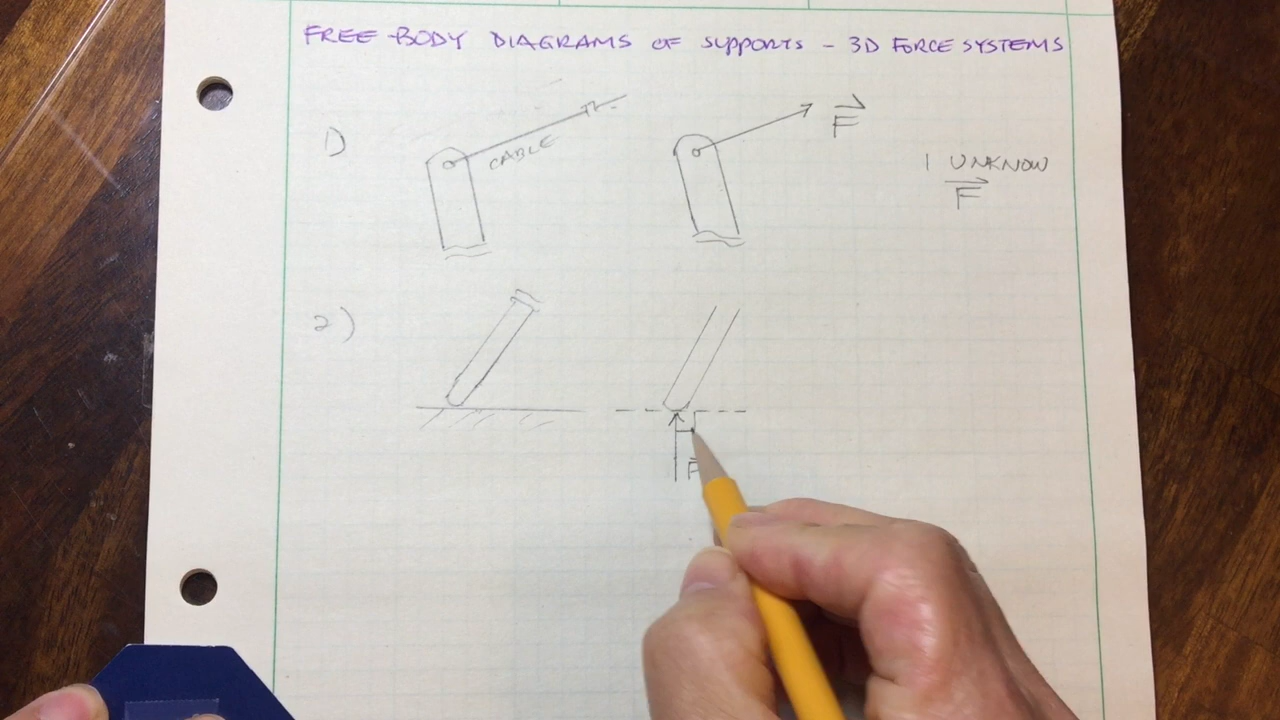 FREE-BODY DIAGRAMS OF SUPPORTS - 3D FORCE SYSTEMS
1)
CABLE
F
1 UNKNOW
F
2)
F